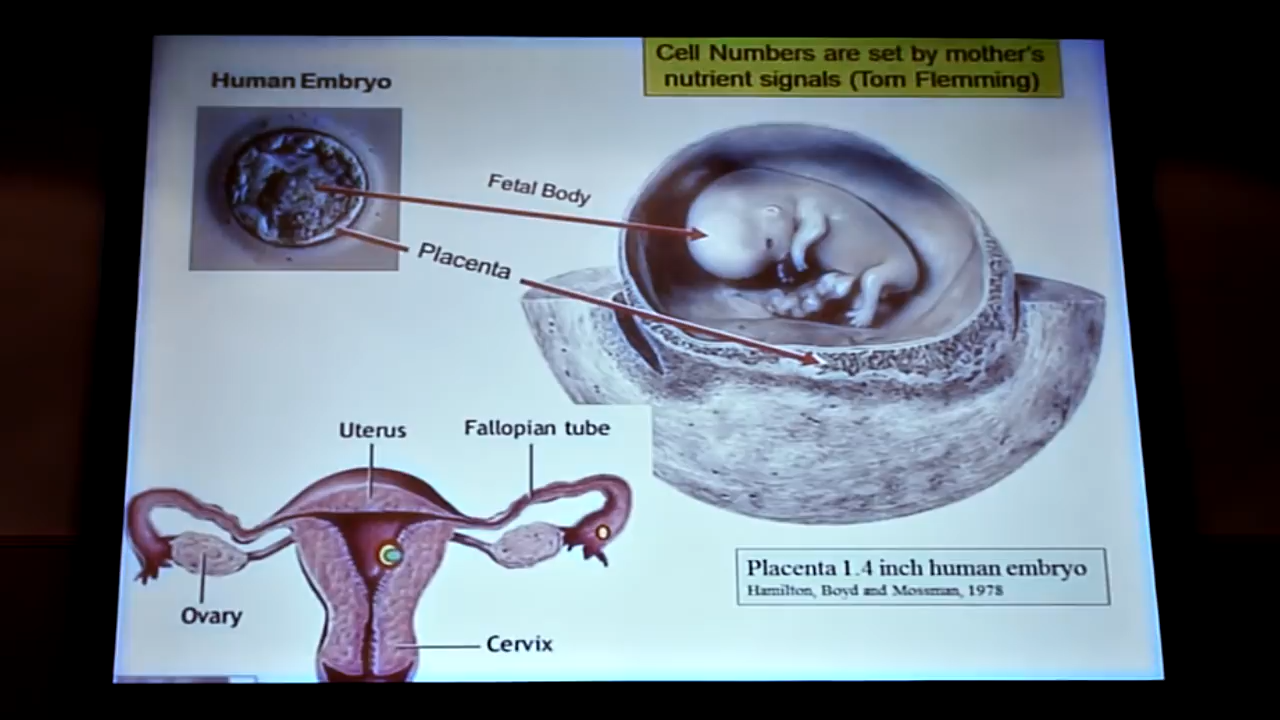 Cell Numbers are set by mother's
nutrient signals (Tom Flemming)
Human Embryo
Fetal Body
Placenta
Uterus
Fallopian tube
Ovary
Cervix
Placenta 1.4 inch human embryo
Hamilton, Boyd and Mossman, 1978